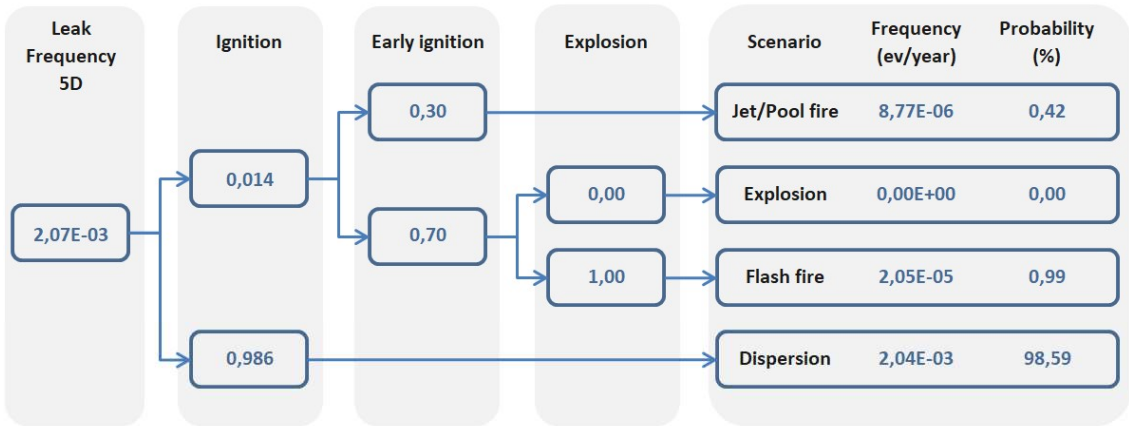 Leak
Frequency
5D
Ignition
Early ignition
Explosion
Scenario
Frequency
(ev/year)
Probability
(%)
0,30
Jet/Pool fire
8,77E-06
0,42
0,014
0,00
Explosion
0,00E+00
0,00
2,07E-03
0,70
1,00
Flash fire
2,05E-05
0,99
0,986
Dispersion
2,04E-03
98,59